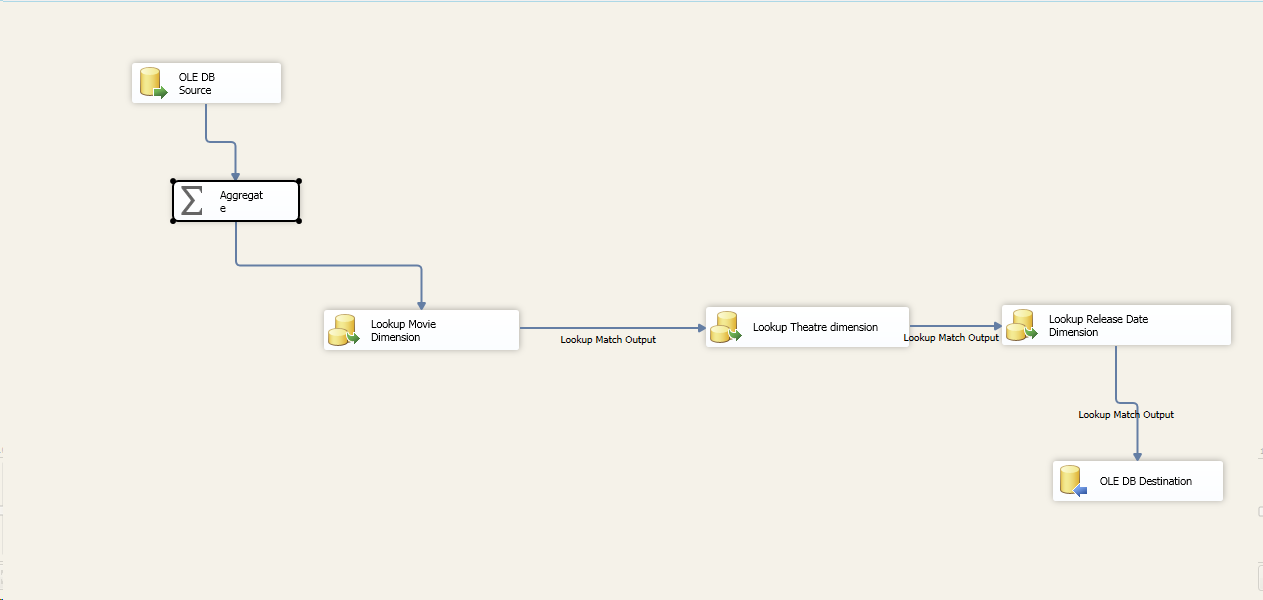 OLE DB
Source
Aggregat
e
Lookup Movie
Dimension
Lookup Match Output
Lookup Theatre dimension
Lookup Match Output
Lookup Release Date
Dimension
Lookup Match Output
OLE DB Destination